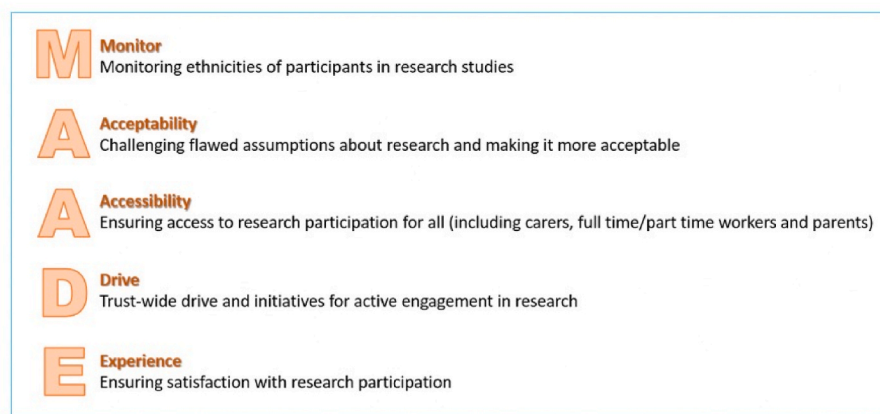 M
Monitor
Monitoring ethnicities of participants in research studies
A
Acceptability
Challenging flawed assumptions about research and making it more acceptable
A
Accessibility
Ensuring access to research participation for all (including carers, full time/part time workers and parents)
D
Drive
Trust-wide drive and initiatives for active engagement in research
E
Experience
Ensuring satisfaction with research participation